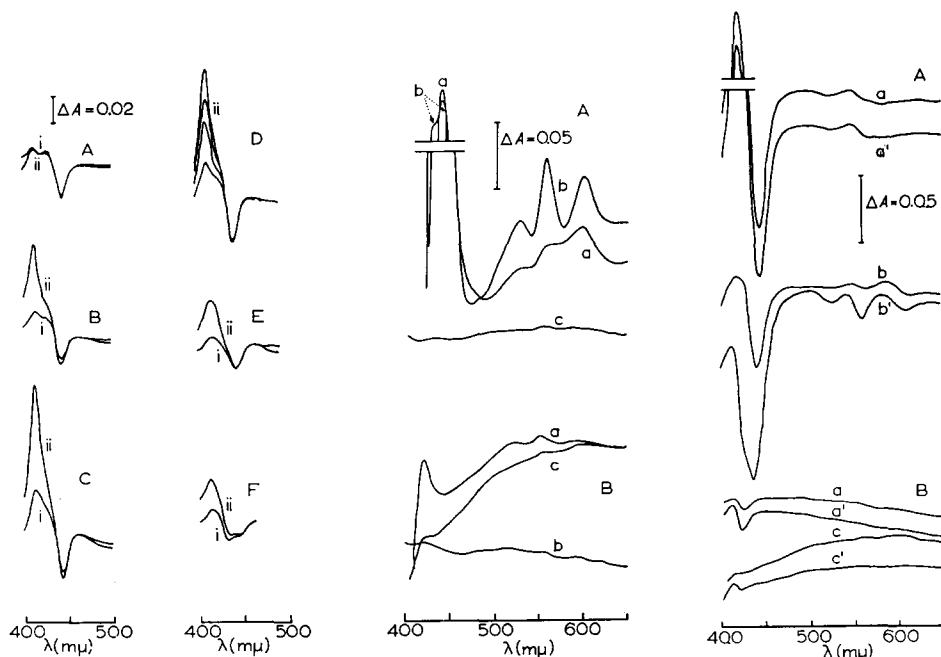 ΔA = 0.02
i
ii
A
ii
i
B
ii
i
C
400
500
λ(mμ)
ii
D
ii
i
E
ii
i
F
400
500
λ(mμ)
a
b
A
ΔA = 0.05
b
a
c
a
c
B
b
400
500
600
λ(mμ)
A
a
a'
ΔA = 0.05
b
b'
a
B
a'
c
c'
400
500
600
λ(mμ)